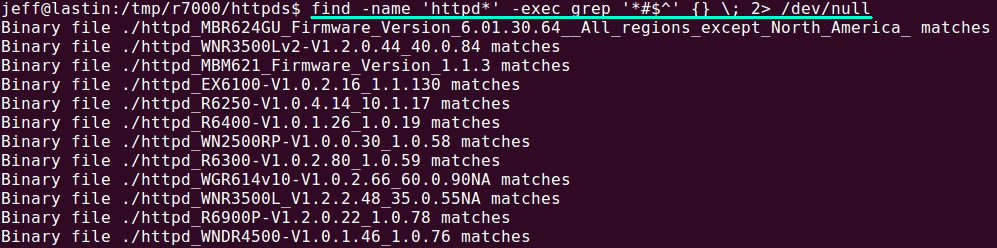 jeff@lastin:/tmp/r7000/httpds$ find -name 'httpd*' -exec grep '*#$^' {} \; 2> /dev/null
Binary file ./httpd_MBR624GU_Firmware_Version_6.01.30.64__All_regions_except_North_America_ matches
Binary file ./httpd_WNR3500Lv2-V1.2.0.44_40.0.84 matches
Binary file ./httpd_MBM621_Firmware_Version_1.1.3 matches
Binary file ./httpd_EX6100-V1.0.2.16_1.1.130 matches
Binary file ./httpd_R6250-V1.0.4.14_10.1.17 matches
Binary file ./httpd_R6400-V1.0.1.26_1.0.19 matches
Binary file ./httpd_WN2500RP-V1.0.0.30_1.0.58 matches
Binary file ./httpd_R6300-V1.0.2.80_1.0.59 matches
Binary file ./httpd_WGR614v10-V1.0.2.66_60.0.90NA matches
Binary file ./httpd_WNR3500L_V1.2.2.48_35.0.55NA matches
Binary file ./httpd_R6900P-V1.2.0.22_1.0.78 matches
Binary file ./httpd_WNDR4500-V1.0.1.46_1.0.76 matches